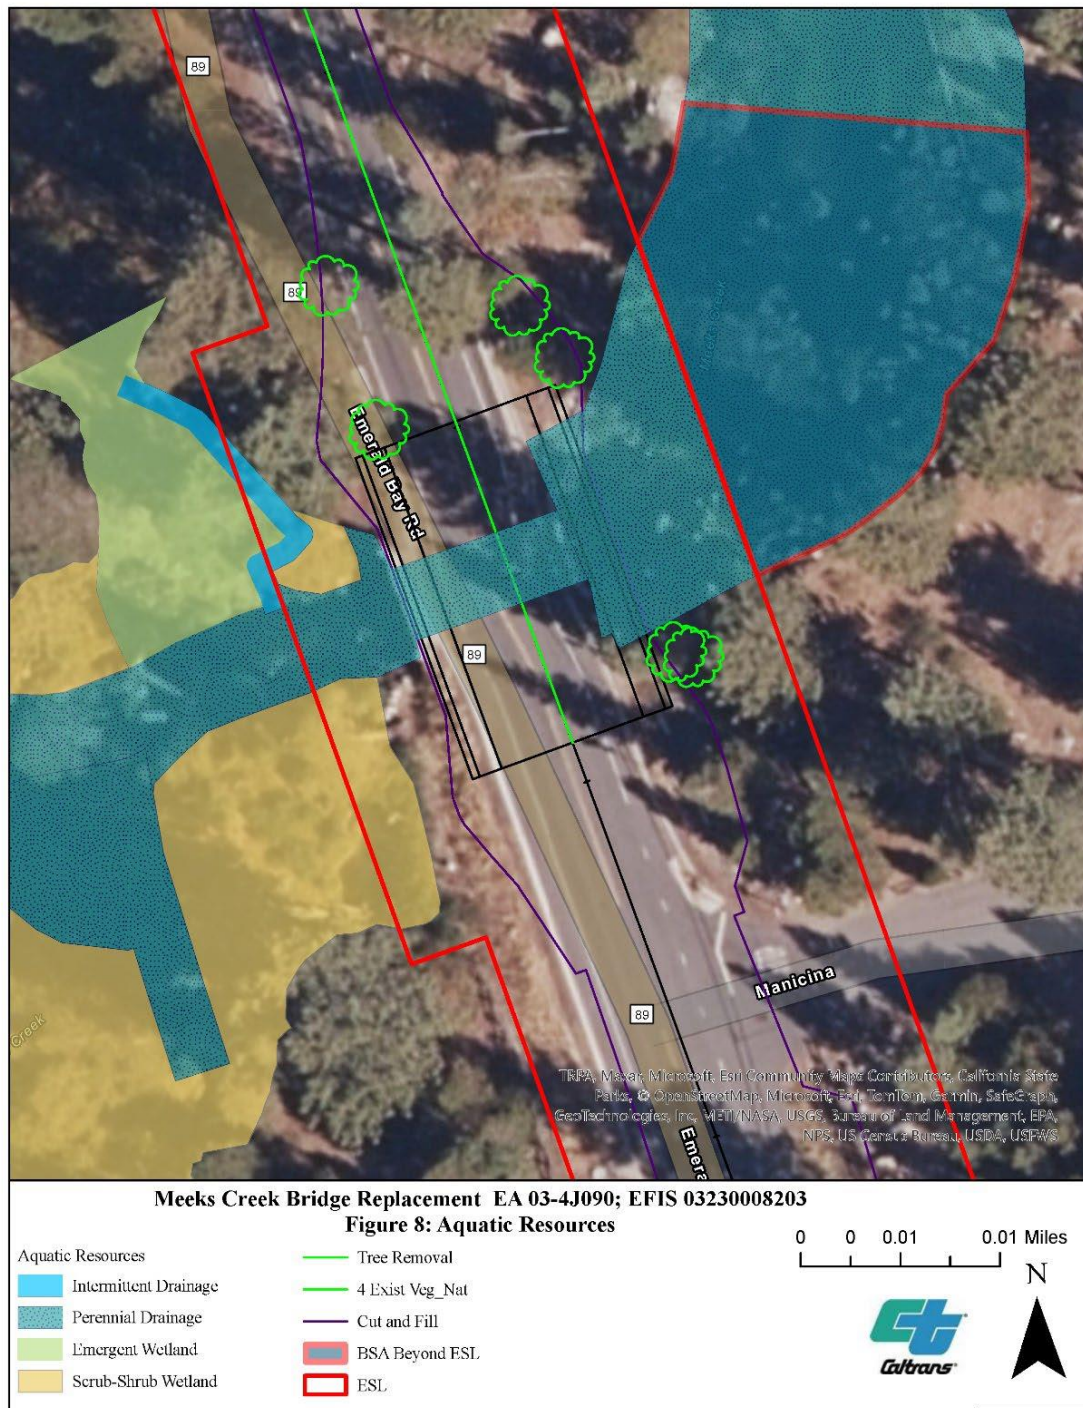 89
89
Emerald Bay Rd
89
Manicina
89
Creek
TRPA, Maxar, Microsoft, Esri Community Maps Contributors, California State
Parks, © OpenStreetMap, Microsoft, Esri, TomTom, Garmin, SafeGraph,
GeoTechnologies, Inc, METI/NASA, USGS, Bureau of Land Management, EPA,
NPS, US Census Bureau, USDA, USFWS
Emera
Meeks Creek Bridge Replacement EA 03-4J090; EFIS 03230008203
Figure 8: Aquatic Resources
Aquatic Resources
Intermittent Drainage
Perennial Drainage
Emergent Wetland
Scrub-Shrub Wetland
Tree Removal
4 Exist Veg_Nat
Cut and Fill
BSA Beyond ESL
ESL
0 0 0.01 0.01 Miles
N
Caltrans